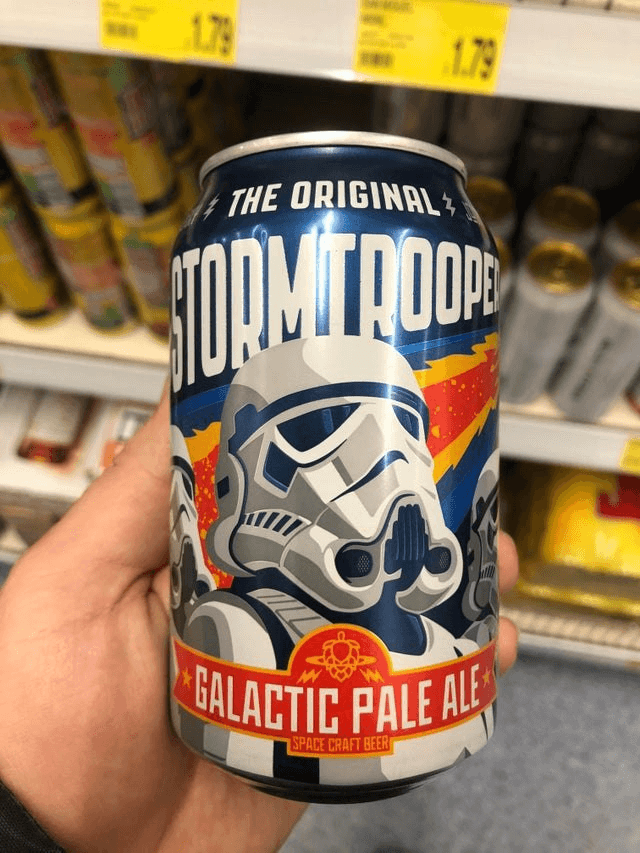 1.79
1.79
THE ORIGINAL
STORMTROOPER
GALACTIC PALE ALE
SPACE CRAFT BEER